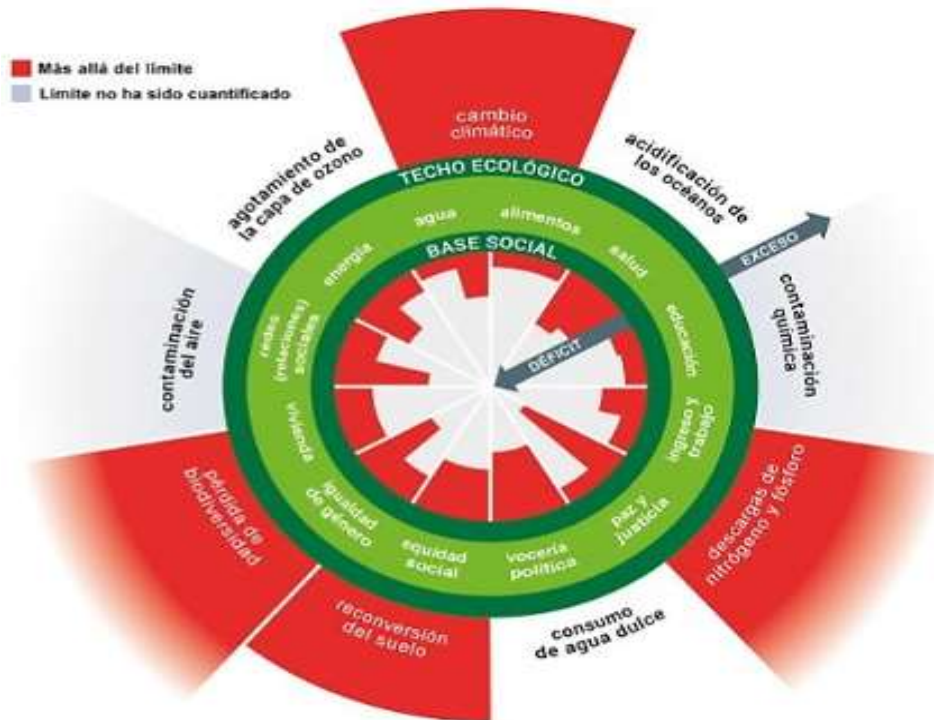 Más allá del límite
Límite no ha sido cuantificado
cambio
climático
acidificación de
los océanos
EXCESO
contaminación
química
descargas de
nitrógeno y fósforo
consumo
de agua dulce
reconversión
del suelo
pérdida de
biodiversidad
contaminación
del aire
agotamiento de
la capa de ozono
TECHO ECOLÓGICO
agua
alimentos
salud
educación
ingreso y
trabajo
paz y
justicia
vocería
política
equidad
social
igualdad
de género
vivienda
redes
(relaciones)
sociales
energía
BASE SOCIAL
DÉFICIT